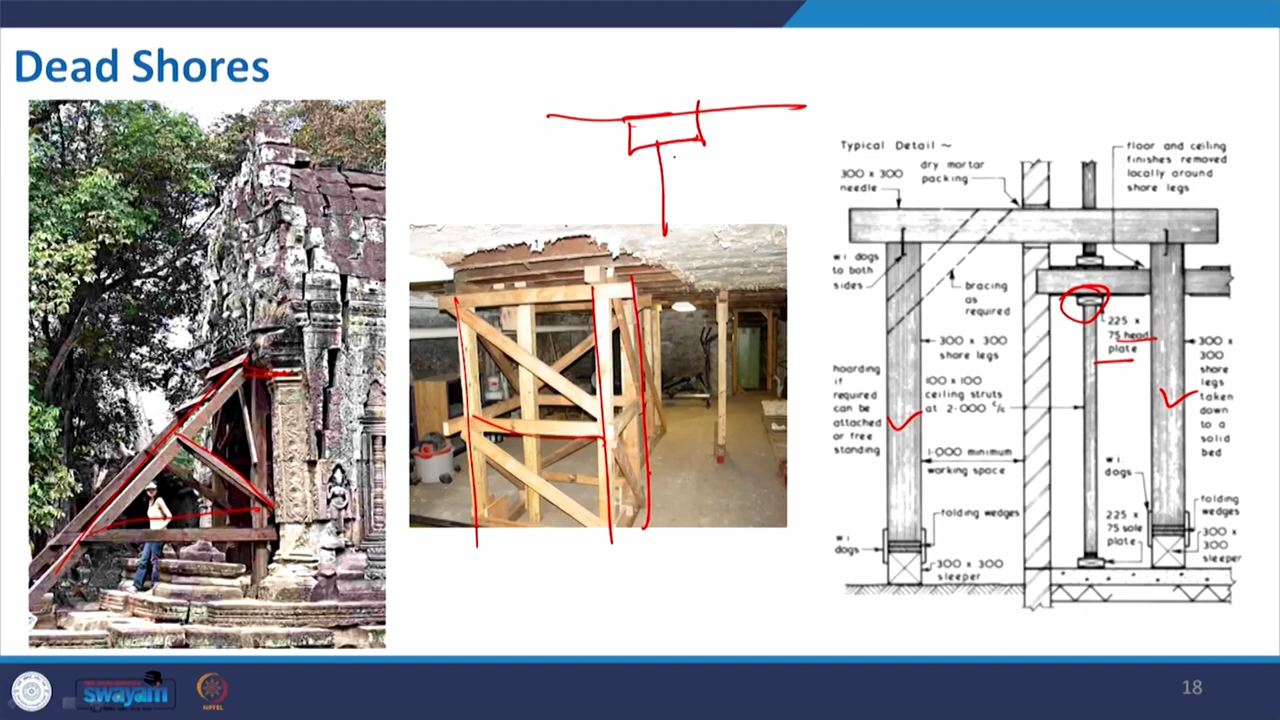 Dead Shores
Typical Detail ~
300 x 300
needle
dry mortar
packing
floor and ceiling
finishes removed
locally around
shore legs
w.i dogs
to both
sides
bracing
as
required
225 x
75 head
plate
300 x 300
shore legs
300
x
300
shore
legs
taken
down
to a
solid
bed
hoarding
if
required
can be
attached
or free
standing
100 x 100
ceiling struts
at 2·000 c/c
1·000 minimum
working space
w.i.
dogs
folding wedges
folding
wedges
w.i
dogs
225 x
75 sole
plate
300 x
300
sleeper
300 x 300
sleeper
swayam
NPTEL
18